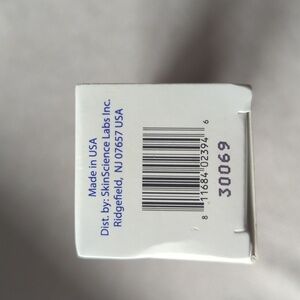 Made in USA
Dist. by: SkinScience Labs Inc.
Ridgefield, NJ 07657 USA
8 11684 02394 6
30069